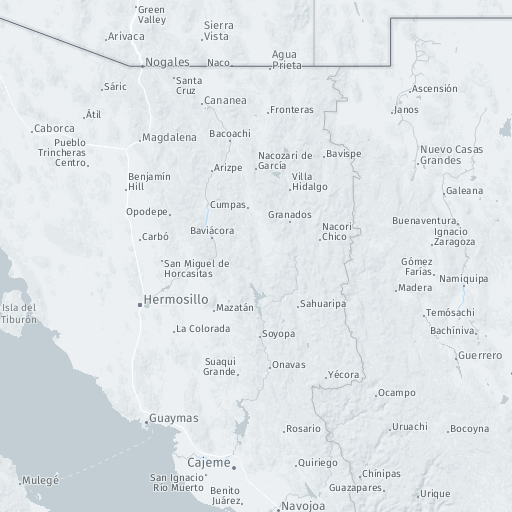 Green
Valley
Sierra
Vista
Arivaca
Agua
Prieta
Nogales
Naco
Santa
Cruz
Sáric
Ascensión
Cananea
Fronteras
Janos
Átil
Caborca
Bacoachi
Magdalena
Pueblo
Trincheras
Centro
Nuevo Casas
Grandes
Nacozari de
García
Bavispe
Arizpe
Villa
Hidalgo
Benjamín
Hill
Galeana
Cumpas
Opodepe
Granados
Buenaventura
Nacori
Chico
Ignacio
Zaragoza
Baviácora
Carbó
San Miguel de
Horcasitas
Gómez
Farías
Namiquipa
Madera
Hermosillo
Isla del
Tiburón
Mazatán
Sahuaripa
Temósachi
La Colorada
Soyopa
Bachíniva
Guerrero
Suaqui
Grande
Onavas
Yécora
Ocampo
Guaymas
Rosario
Uruachi
Bocoyna
Cajeme
Quiriego
Chínipas
Mulegé
San Ignacio
Río Muerto
Benito
Juárez
Guazapares
Urique
Navojoa